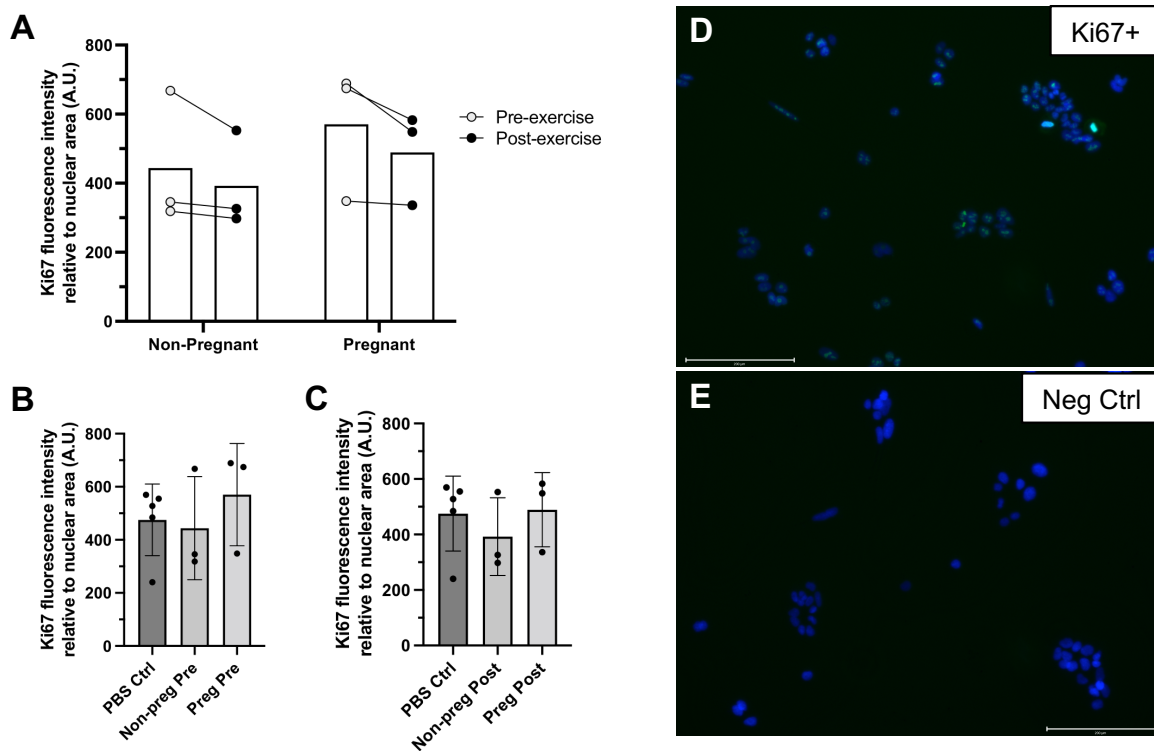 A
Ki67 fluorescence intensity
relative to nuclear area (A.U.)
800
600
400
200
0
Non-Pregnant
Pregnant
Pre-exercise
Post-exercise
B
Ki67 fluorescence intensity
relative to nuclear area (A.U.)
800
600
400
200
0
PBS Ctrl
Non-preg Pre
Preg Pre
C
Ki67 fluorescence intensity
relative to nuclear area (A.U.)
800
600
400
200
0
PBS Ctrl
Non-preg Post
Preg Post
D
Ki67+
E
Neg Ctrl